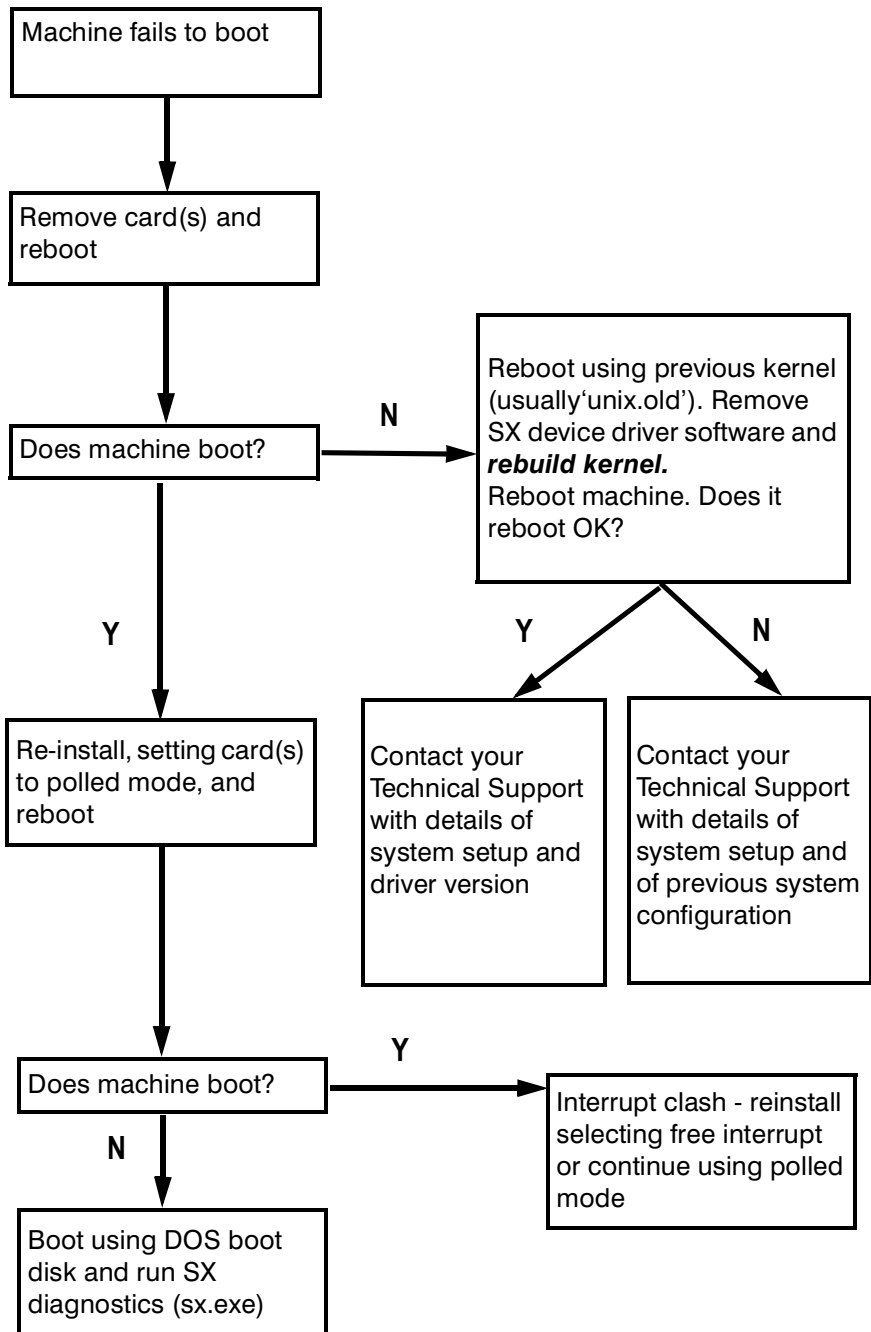 Machine fails to boot
Remove card(s) and
reboot
Does machine boot?
N
Reboot using previous kernel
(usually‘unix.old’). Remove
SX device driver software and
rebuild kernel.
Reboot machine. Does it
reboot OK?
Y
N
Contact your
Technical Support
with details of
system setup and
driver version
Contact your
Technical Support
with details of
system setup and
of previous system
configuration
Y
Re-install, setting card(s)
to polled mode, and
reboot
Does machine boot?
Y
Interrupt clash - reinstall
selecting free interrupt
or continue using polled
mode
N
Boot using DOS boot
disk and run SX
diagnostics (sx.exe)